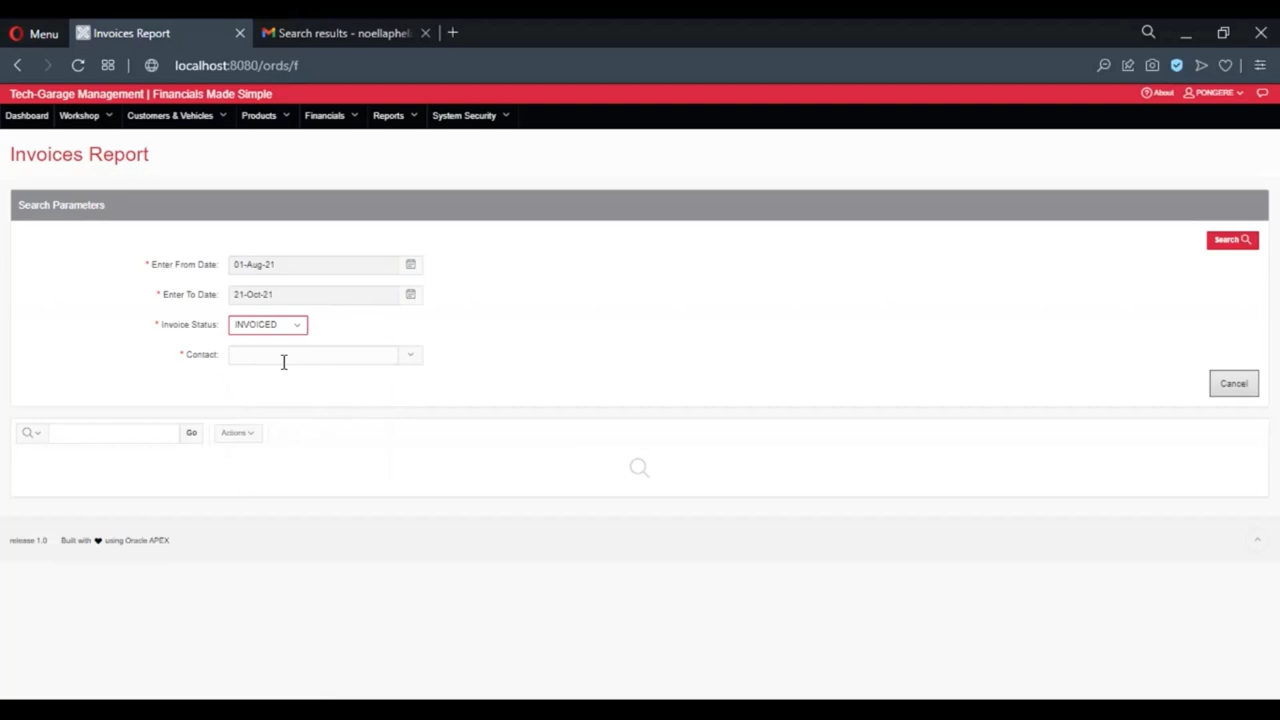 Menu
Invoices Report
Search results - noellaphel
localhost:8080/ords/f
Tech-Garage Management | Financials Made Simple
About
PONGERE
Dashboard
Workshop
Customers & Vehicles
Products
Financials
Reports
System Security
Invoices Report
Search Parameters
Search
* Enter From Date:
01-Aug-21
* Enter To Date:
21-Oct-21
* Invoice Status:
INVOICED
* Contact:
Cancel
Go
Actions
release 1.0
Built with ♥ using Oracle APEX